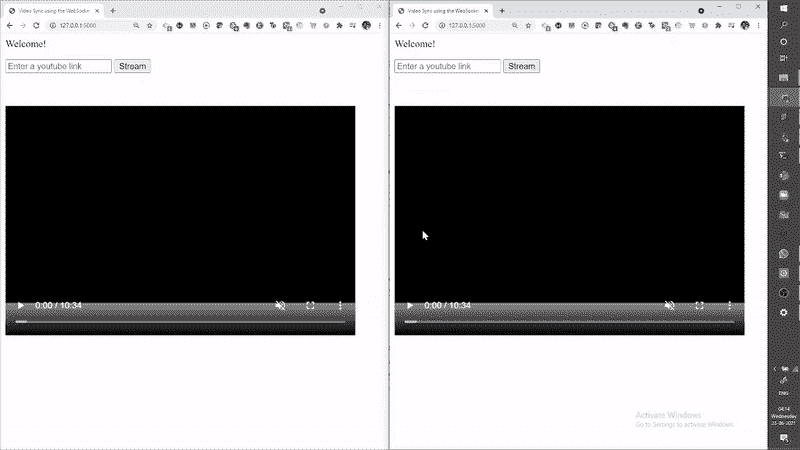 Video Sync using the WebSocket
127.0.0.1:5000
Welcome!
Enter a youtube link
Stream
0:00 / 10:34
Video Sync using the WebSocket
127.0.0.1:5000
Welcome!
Enter a youtube link
Stream
0:00 / 10:34
Activate Windows
Go to Settings to activate Windows.
ENG
04:14
Wednesday
23-06-2021